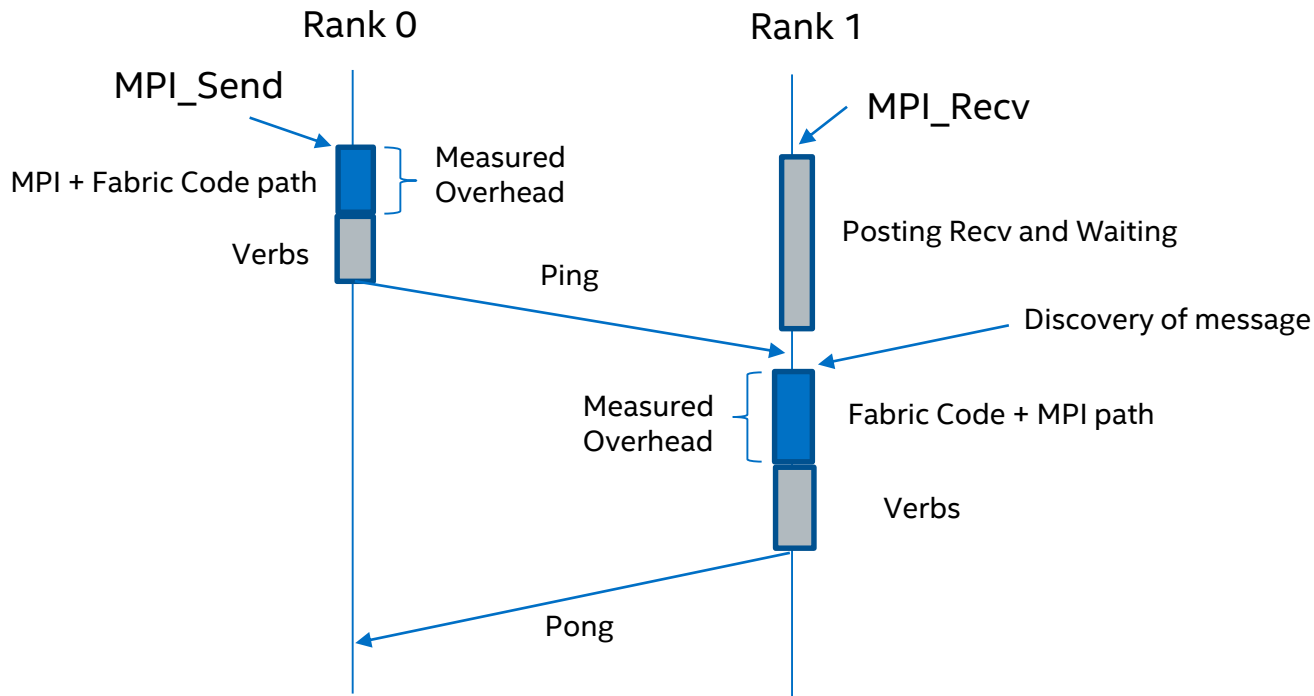 Rank 0
Rank 1
MPI_Send
MPI_Recv
Measured
Overhead
MPI + Fabric Code path
Posting Recv and Waiting
Verbs
Ping
Discovery of message
Measured
Overhead
Fabric Code + MPI path
Verbs
Pong